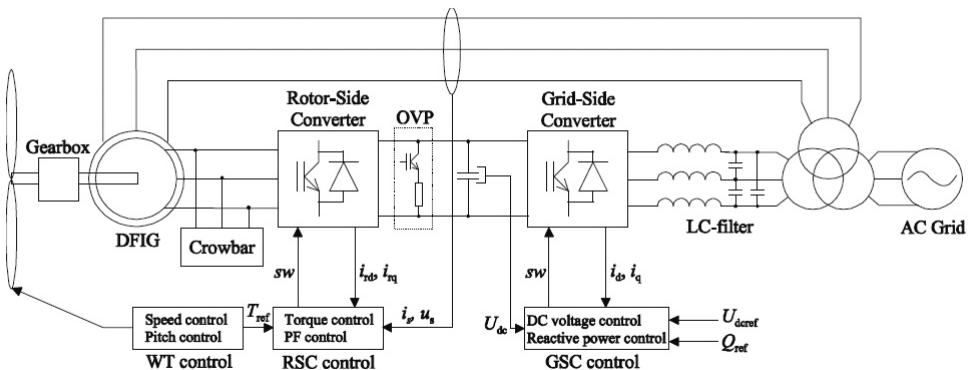 Rotor-Side
Converter
OVP
Grid-Side
Converter
Gearbox
DFIG
Crowbar
LC-filter
AC Grid
sw
i_rd, i_rq
i_s, u_s
U_dc
sw
i_d, i_q
T_ref
Speed control
Pitch control
WT control
Torque control
PF control
RSC control
DC voltage control
Reactive power control
GSC control
U_dcref
Q_ref